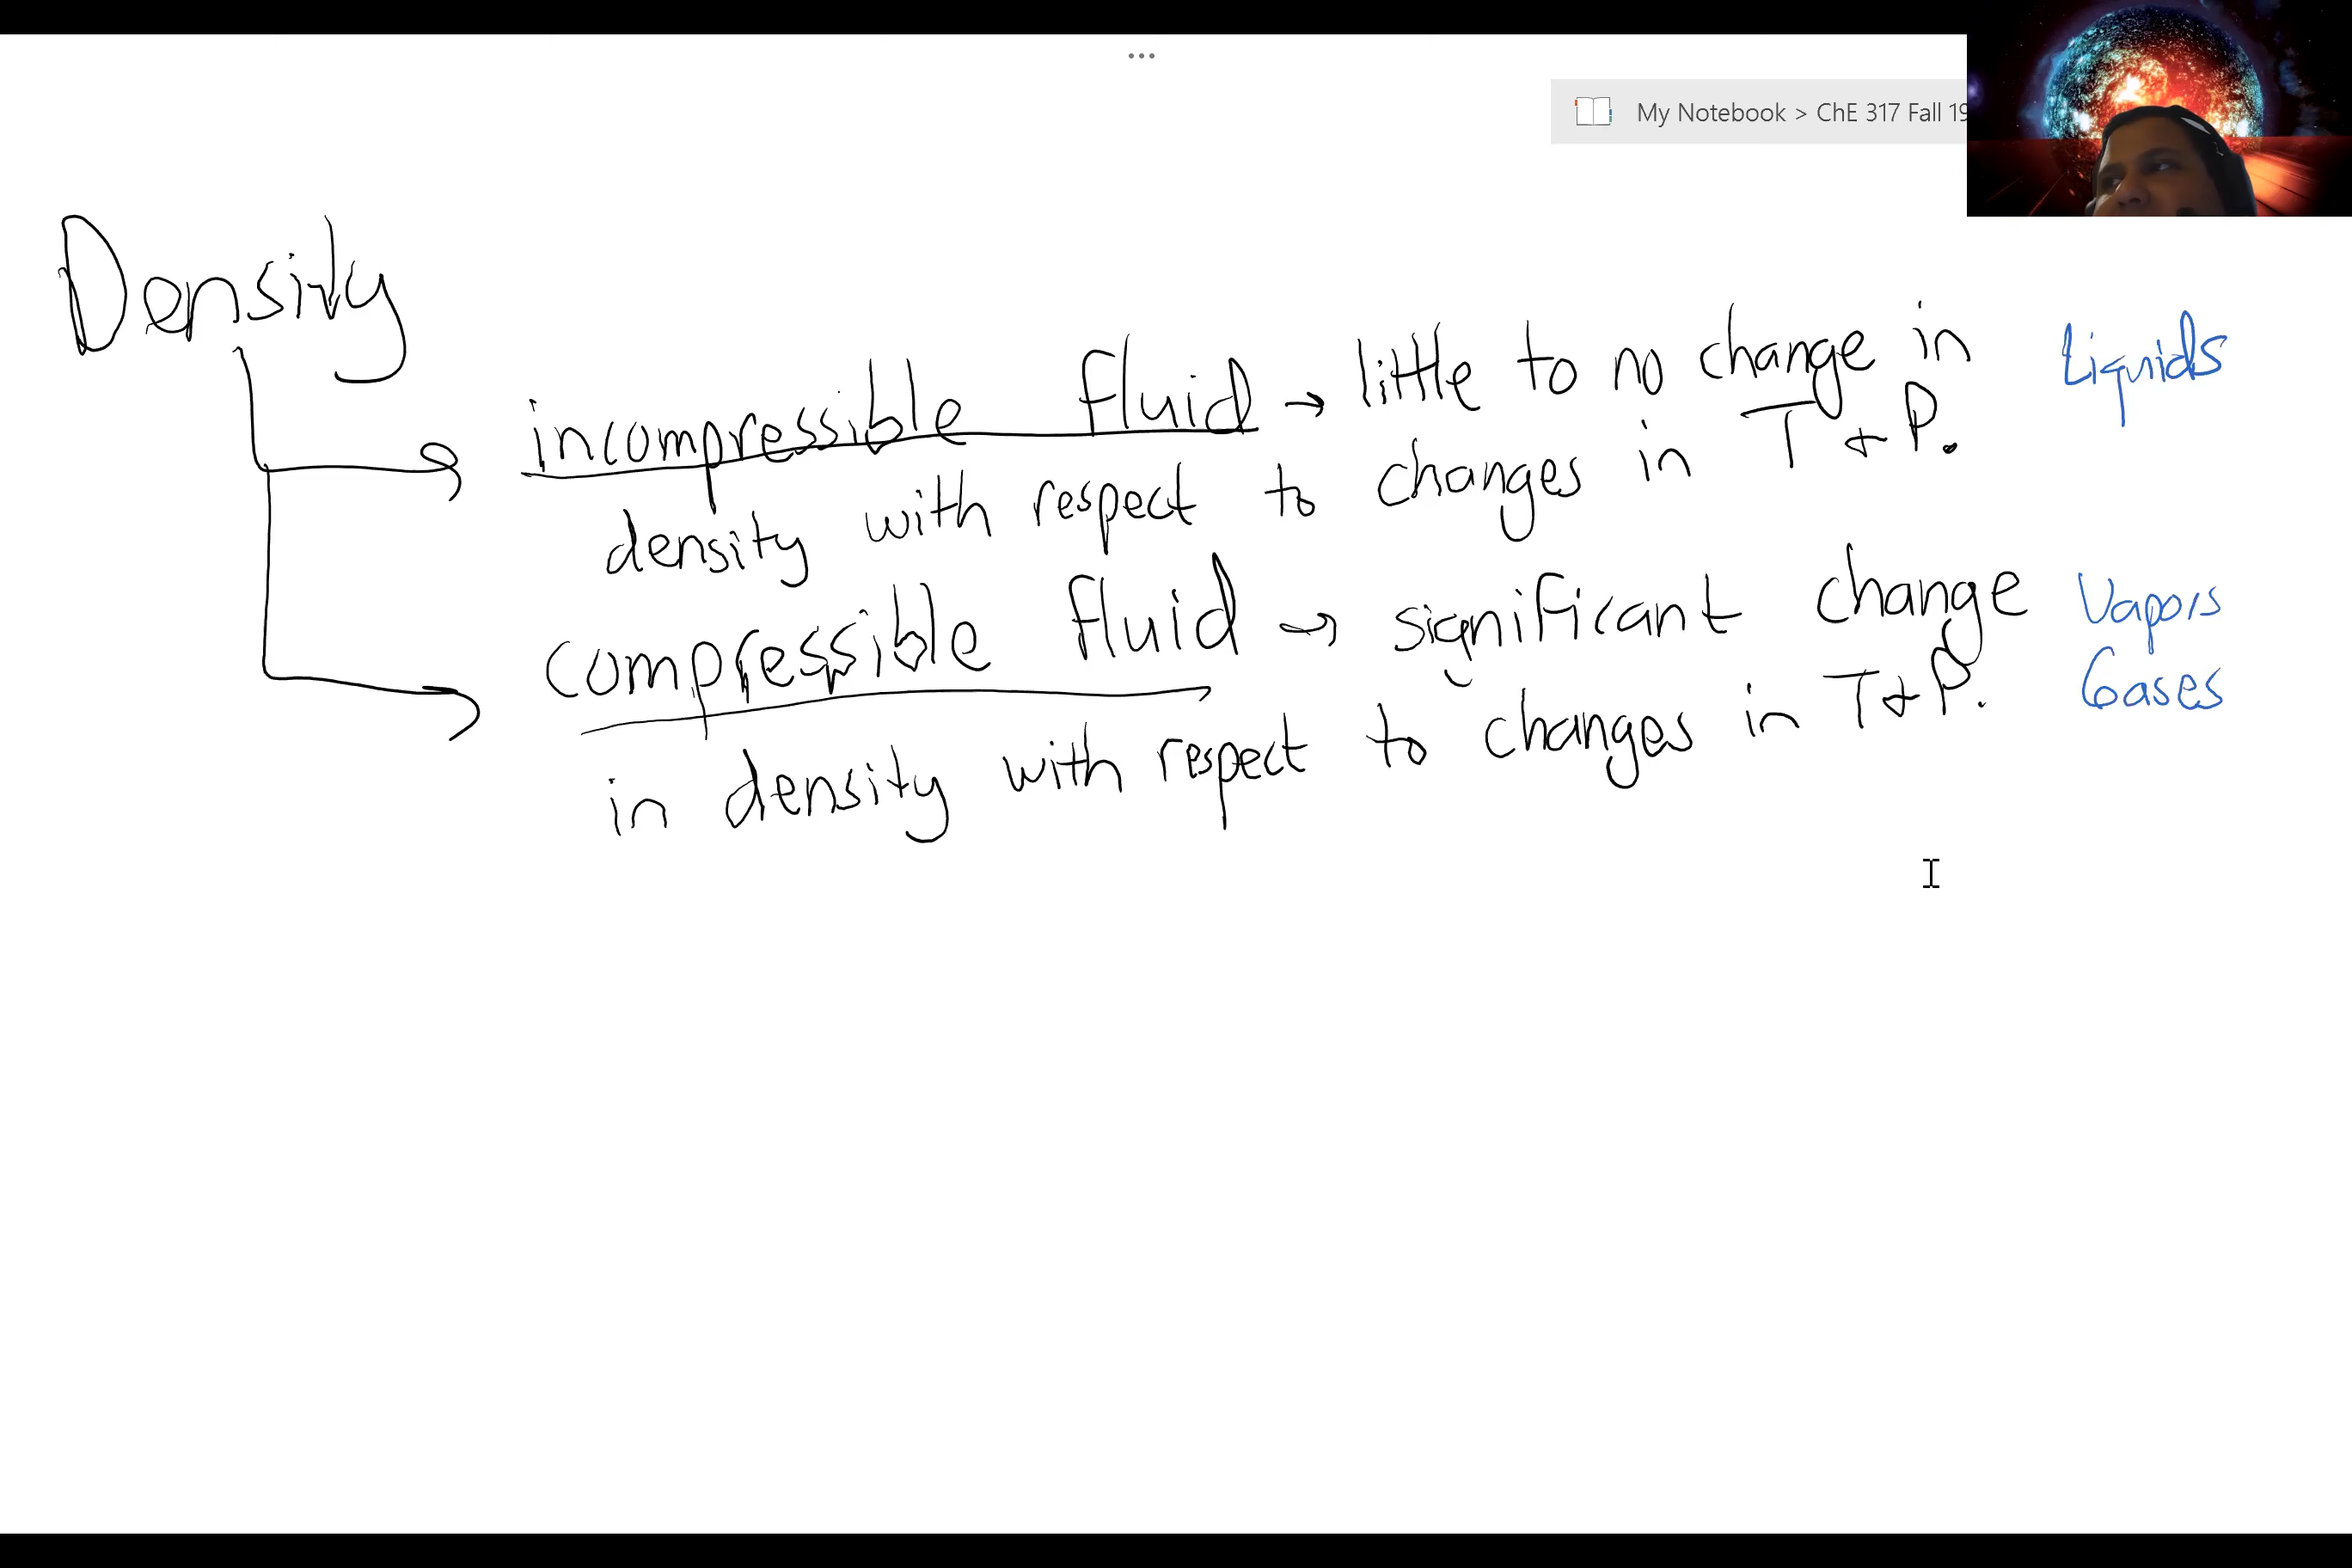 My Notebook > ChE 317 Fall 19
Density
incompressible fluid → little to no change in Liquids
density with respect to changes in T & P.
compressible fluid → significant change Vapors
in density with respect to changes in T & P. Gases